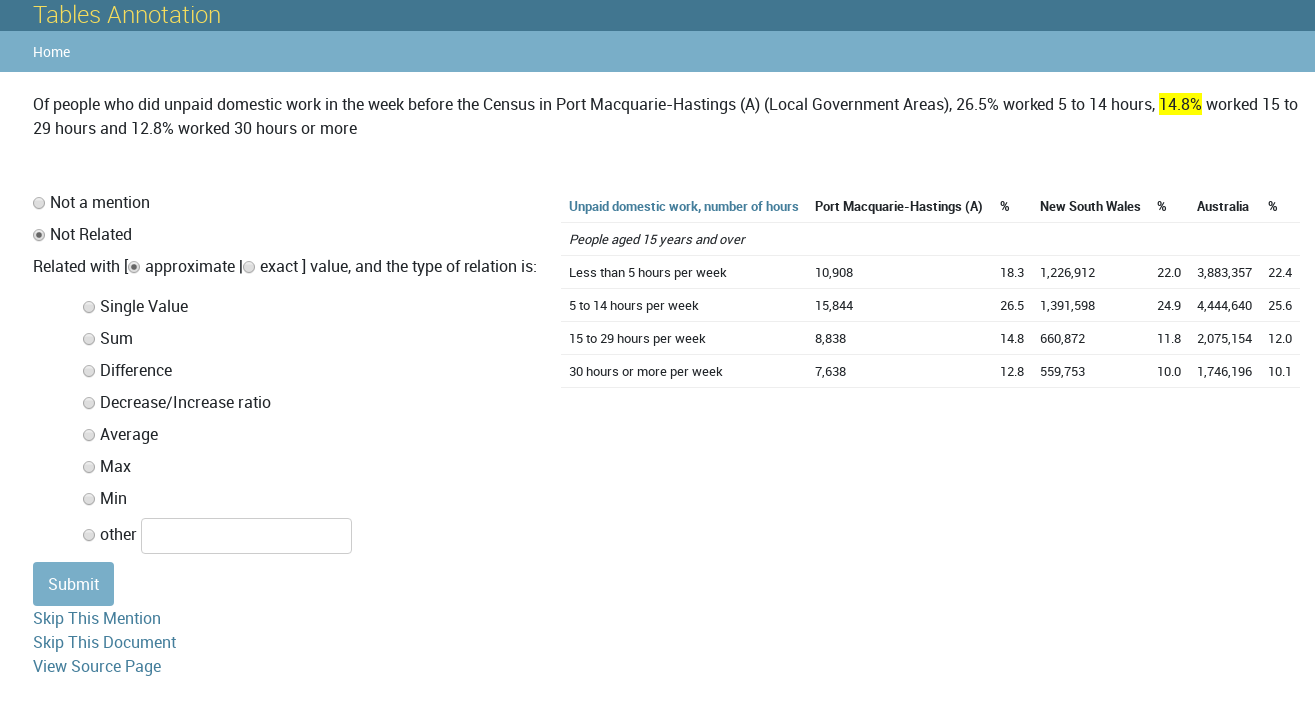 Tables Annotation
Home
Of people who did unpaid domestic work in the week before the Census in Port Macquarie-Hastings (A) (Local Government Areas), 26.5% worked 5 to 14 hours, 14.8% worked 15 to
29 hours and 12.8% worked 30 hours or more
Not a mention
Not Related
Related with [ approximate | exact ] value, and the type of relation is:
Single Value
Sum
Difference
Decrease/Increase ratio
Average
Max
Min
other
Submit
Skip This Mention
Skip This Document
View Source Page
Unpaid domestic work, number of hours Port Macquarie-Hastings (A) % New South Wales % Australia %
People aged 15 years and over
Less than 5 hours per week 10,908 18.3 1,226,912 22.0 3,883,357 22.4
5 to 14 hours per week 15,844 26.5 1,391,598 24.9 4,444,640 25.6
15 to 29 hours per week 8,838 14.8 660,872 11.8 2,075,154 12.0
30 hours or more per week 7,638 12.8 559,753 10.0 1,746,196 10.1